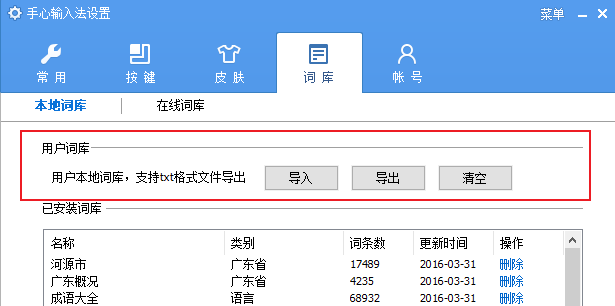 手心输入法设置 菜单
常用 按键 皮肤 词库 帐号
本地词库 在线词库
用户词库
用户本地词库，支持txt格式文件导出 导入 导出 清空
已安装词库
名称 类别 词条数 更新时间 操作
河源市 广东省 17489 2016-03-31 删除
广东概况 广东省 4235 2016-03-31 删除
成语大全 语言 68932 2016-03-31 删除